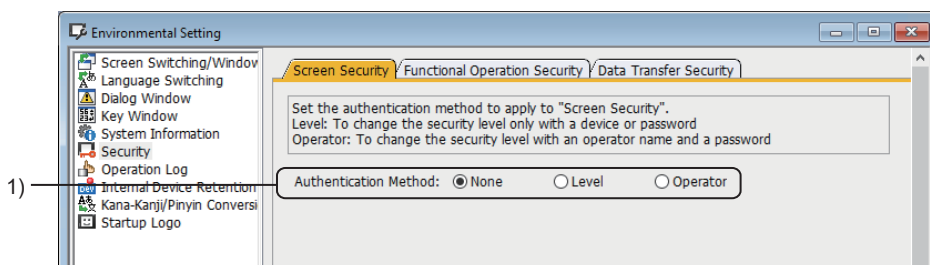 Environmental Setting
Screen Switching/Window
Language Switching
Dialog Window
Key Window
System Information
Security
Operation Log
Internal Device Retention
Kana-Kanji/Pinyin Conversi
Startup Logo
Screen Security
Functional Operation Security
Data Transfer Security
Set the authentication method to apply to "Screen Security".
Level: To change the security level only with a device or password
Operator: To change the security level with an operator name and a password
1)
Authentication Method: None Level Operator